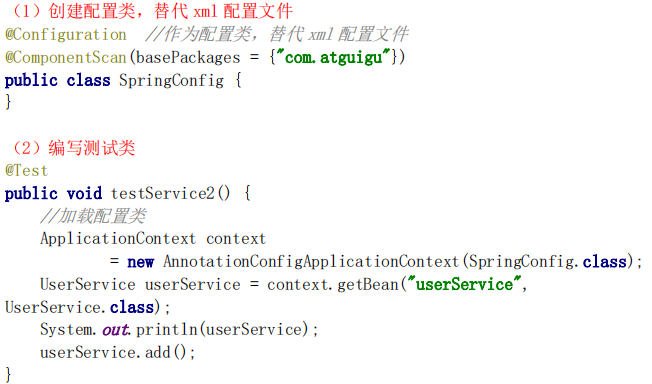 （1）创建配置类，替代 xml 配置文件
@Configuration  //作为配置类，替代 xml 配置文件
@ComponentScan(basePackages = {"com.atguigu"})
public class SpringConfig {
}
（2）编写测试类
@Test
public void testService2() {
    //加载配置类
    ApplicationContext context
            = new AnnotationConfigApplicationContext(SpringConfig.class);
    UserService userService = context.getBean("userService",
UserService.class);
    System.out.println(userService);
    userService.add();
}